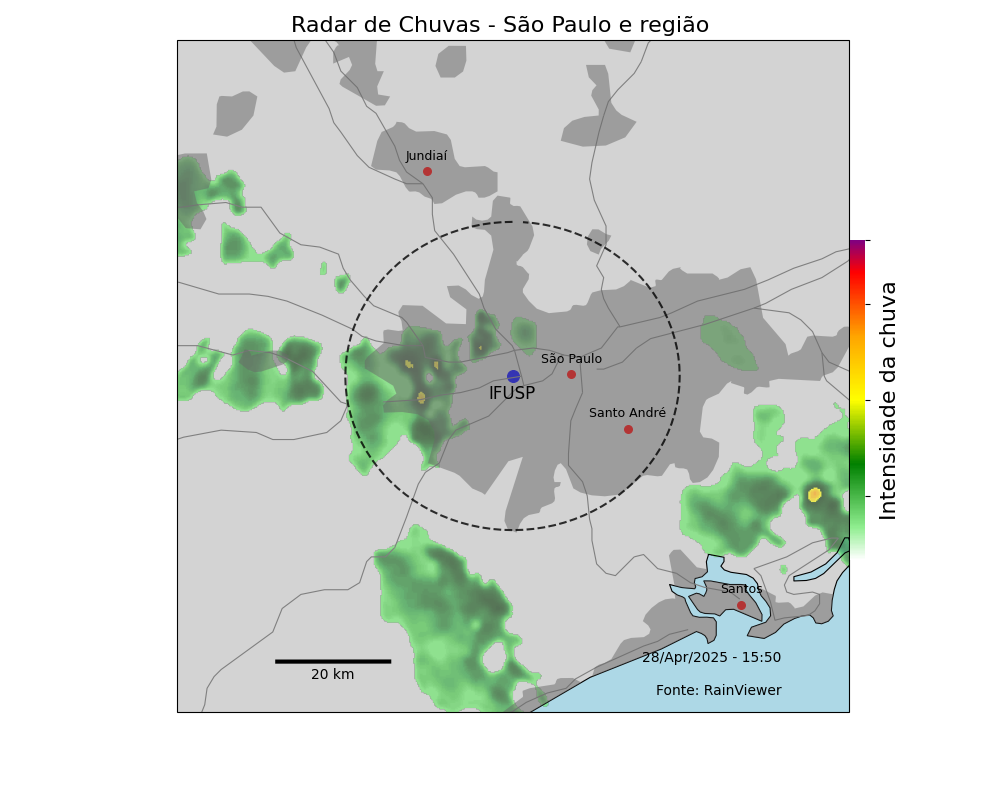 Radar de Chuvas - São Paulo e região
Jundiaí
São Paulo
IFUSP
Santo André
Intensidade da chuva
Santos
28/Apr/2025 - 15:50
20 km
Fonte: RainViewer